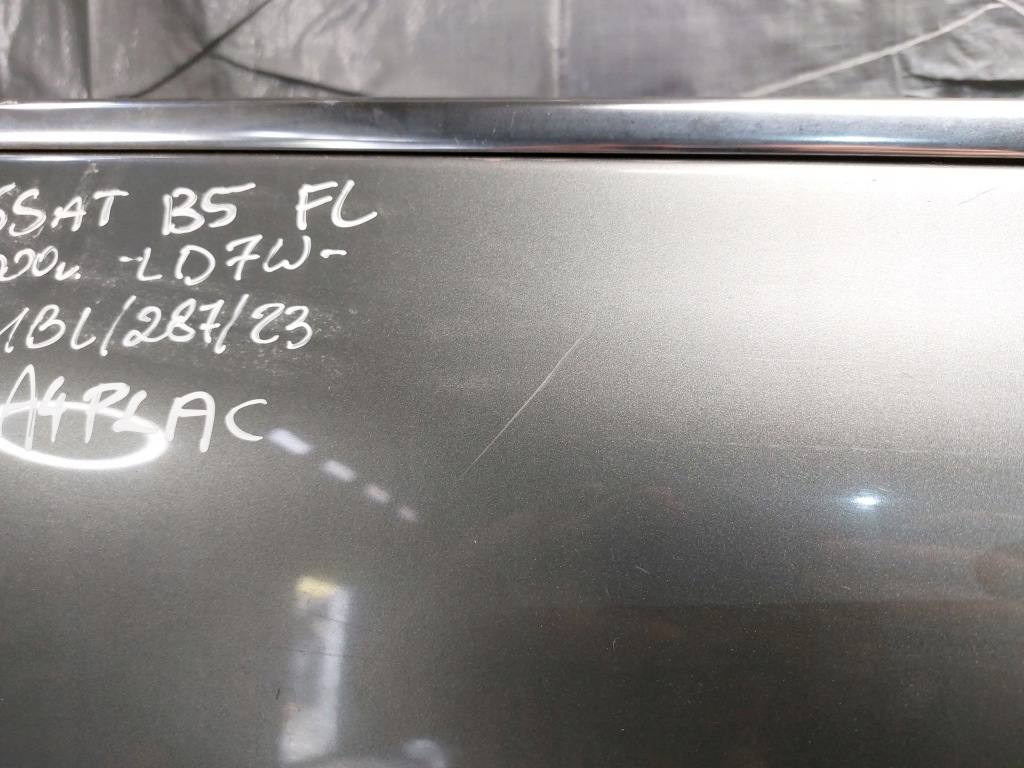 SSAT B5 FL
-LD7W-
1BL/287/23
A4PLAC